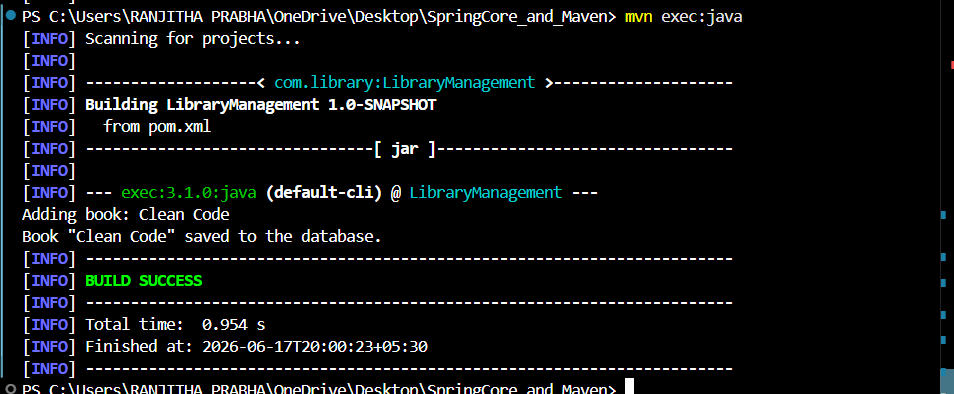 PS C:\Users\RANJITHA PRABHA\OneDrive\Desktop\SpringCore_and_Maven> mvn exec:java
[INFO] Scanning for projects...
[INFO]
[INFO] -------------------< com.library:LibraryManagement >--------------------
[INFO] Building LibraryManagement 1.0-SNAPSHOT
[INFO]   from pom.xml
[INFO] --------------------------------[ jar ]---------------------------------
[INFO]
[INFO] --- exec:3.1.0:java (default-cli) @ LibraryManagement ---
Adding book: Clean Code
Book "Clean Code" saved to the database.
[INFO] ------------------------------------------------------------------------
[INFO] BUILD SUCCESS
[INFO] ------------------------------------------------------------------------
[INFO] Total time:  0.954 s
[INFO] Finished at: 2026-06-17T20:00:23+05:30
[INFO] ------------------------------------------------------------------------
PS C:\Users\RANJITHA PRABHA\OneDrive\Desktop\SpringCore_and_Maven>